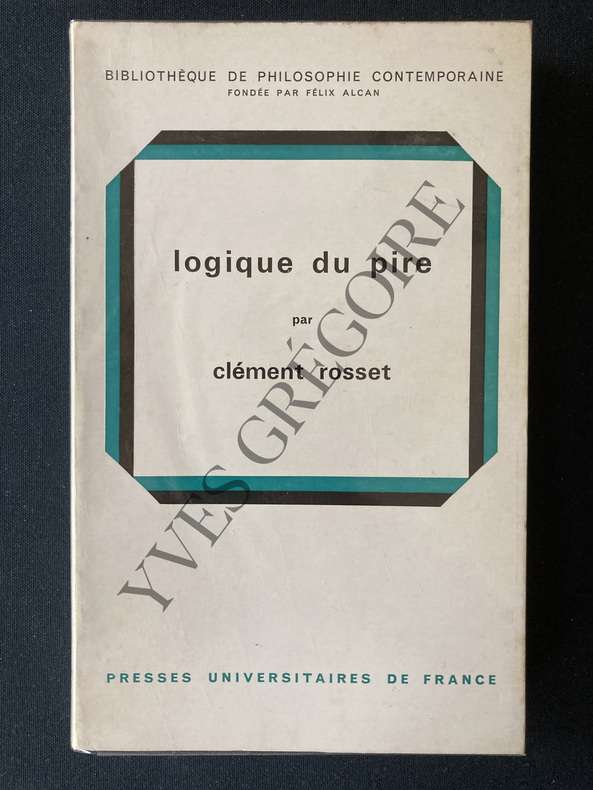 BIBLIOTHÈQUE DE PHILOSOPHIE CONTEMPORAINE
FONDÉE PAR FÉLIX ALCAN
logique du pire
par
clément rosset
YVES GRÉGOIRE
PRESSES UNIVERSITAIRES DE FRANCE